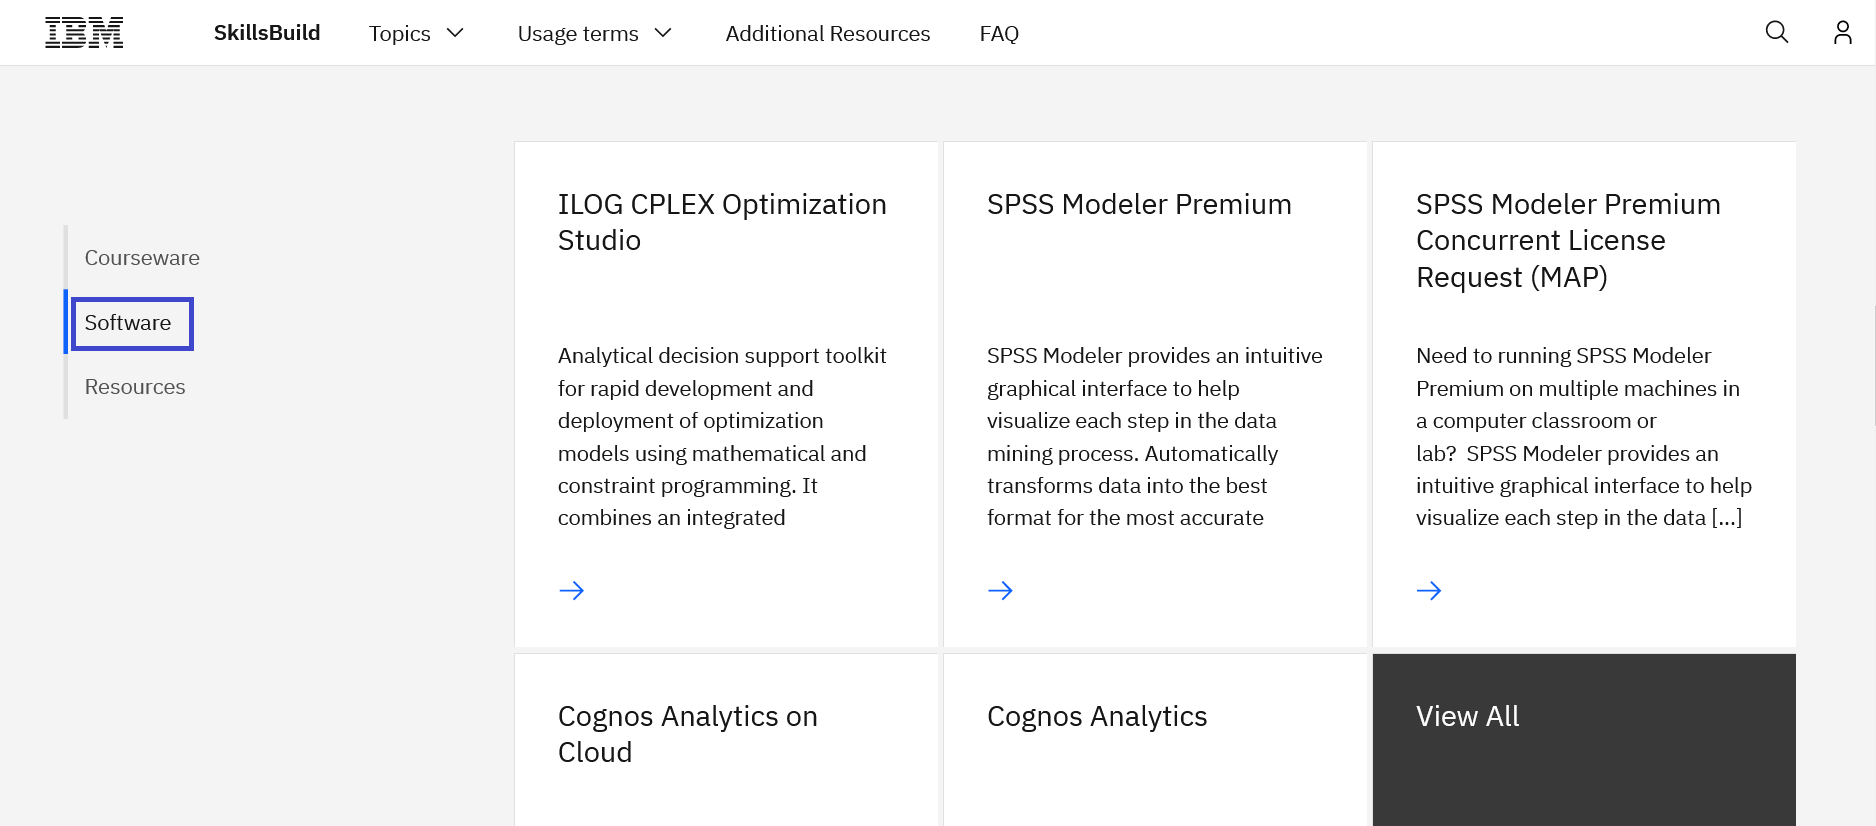 IBM SkillsBuild Topics Usage terms Additional Resources FAQ
Courseware
Software
Resources
ILOG CPLEX Optimization
Studio
Analytical decision support toolkit
for rapid development and
deployment of optimization
models using mathematical and
constraint programming. It
combines an integrated
SPSS Modeler Premium
SPSS Modeler provides an intuitive
graphical interface to help
visualize each step in the data
mining process. Automatically
transforms data into the best
format for the most accurate
SPSS Modeler Premium
Concurrent License
Request (MAP)
Need to running SPSS Modeler
Premium on multiple machines in
a computer classroom or
lab?  SPSS Modeler provides an
intuitive graphical interface to help
visualize each step in the data [...]
Cognos Analytics on
Cloud
Cognos Analytics
View All